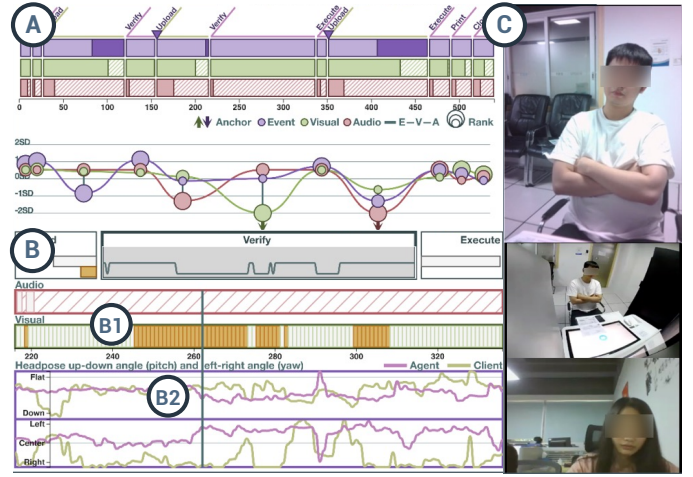 A
C
Verify
Upload
Verify
Execute
Upload
Execute
Print
0 50 100 150 200 250 300 350 400 450 500
Anchor Event Visual Audio E–V–A Rank
2SD
0SD
-1SD
-2SD
B
Verify
Execute
Audio
Visual
B1
220 240 260 280 300 320
Headpose up-down angle (pitch) and left-right angle (yaw) Agent Client
Flat
B2
Down
Left
Center
Right